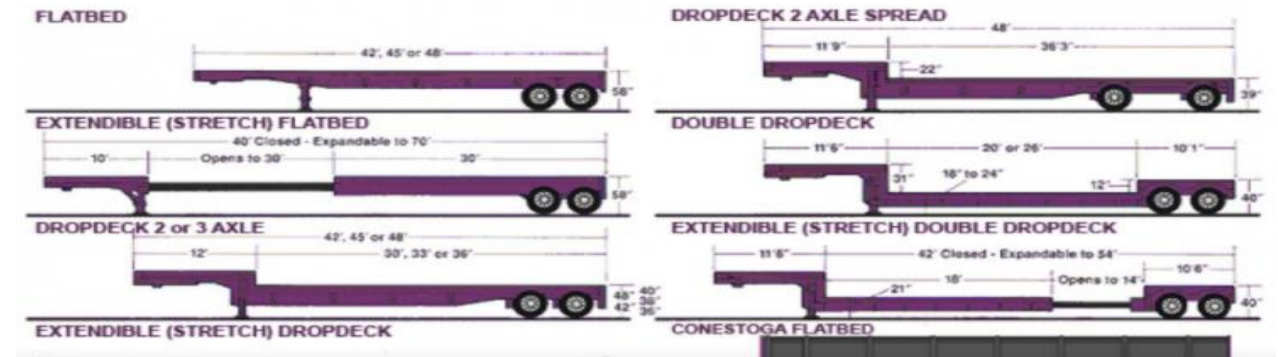 FLATBED
42', 45' or 48'
58"
EXTENDIBLE (STRETCH) FLATBED
40' Closed - Expandable to 70'
10'
Opens to 30'
30'
58"
DROPDECK 2 or 3 AXLE
42', 45' or 48'
12'
30', 33' or 36'
48"
40"
42"
36"
EXTENDIBLE (STRETCH) DROPDECK
DROPDECK 2 AXLE SPREAD
48'
11'9"
36'3"
22"
39"
DOUBLE DROPDECK
11'6"
20' or 26'
10'1"
31"
18" to 24"
12"
40"
EXTENDIBLE (STRETCH) DOUBLE DROPDECK
11'6"
42' Closed - Expandable to 54'
10'6"
18'
Opens to 14'
21"
40"
CONESTOGA FLATBED